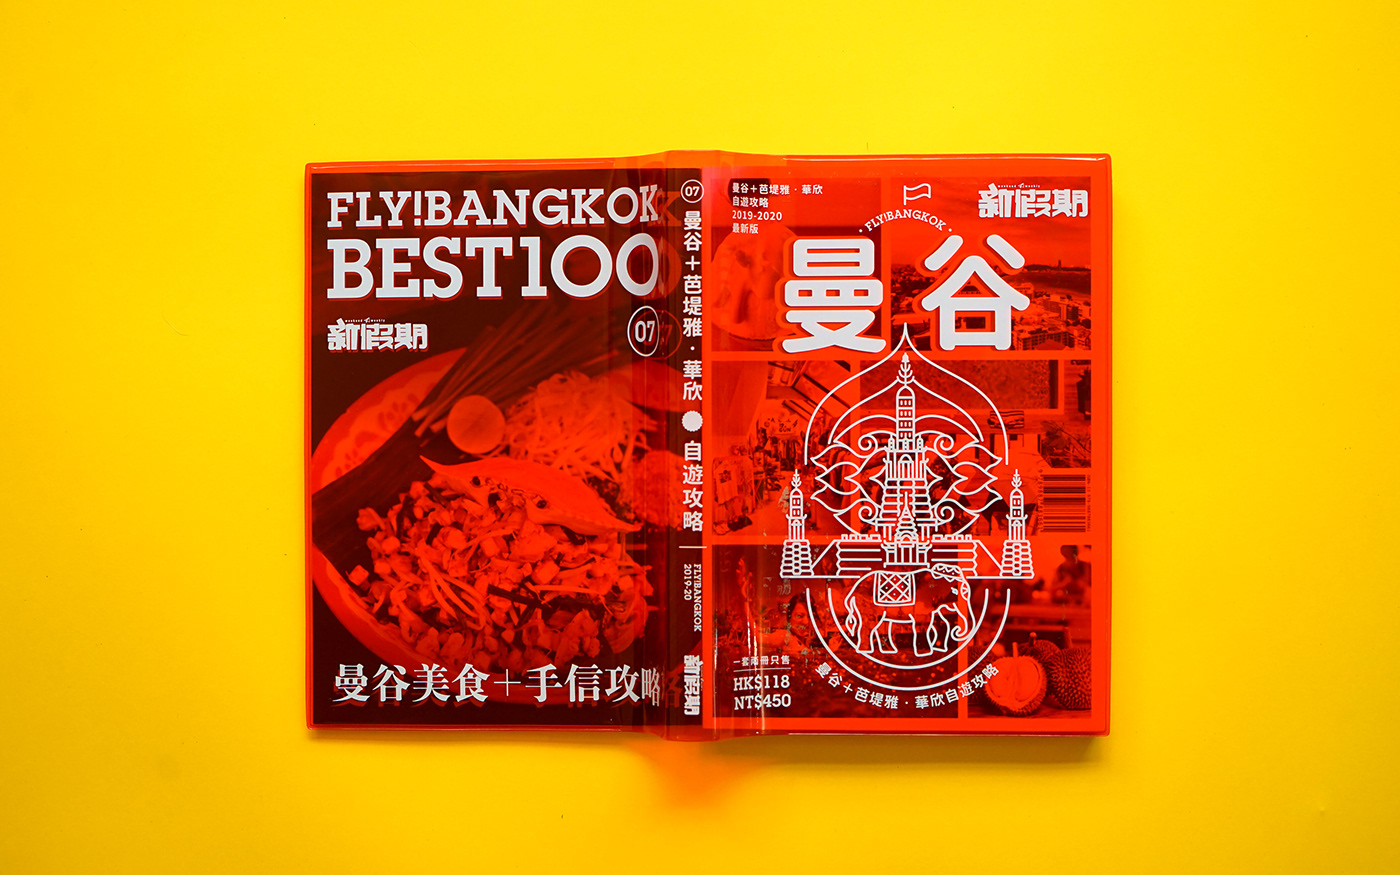 FLY!BANGKOK
BEST100
新假期
07
曼谷美食＋手信攻略
07
曼谷＋芭堤雅·華欣
自遊攻略
FLY!BANGKOK
2019-20
新假期
曼谷＋芭堤雅·華欣
自遊攻略
2019-2020
最新版
·FLY!BANGKOK·
weekend weekly
新假期
曼谷
一套兩冊只售
HK$118
NT$450
曼谷＋芭堤雅·華欣自遊攻略